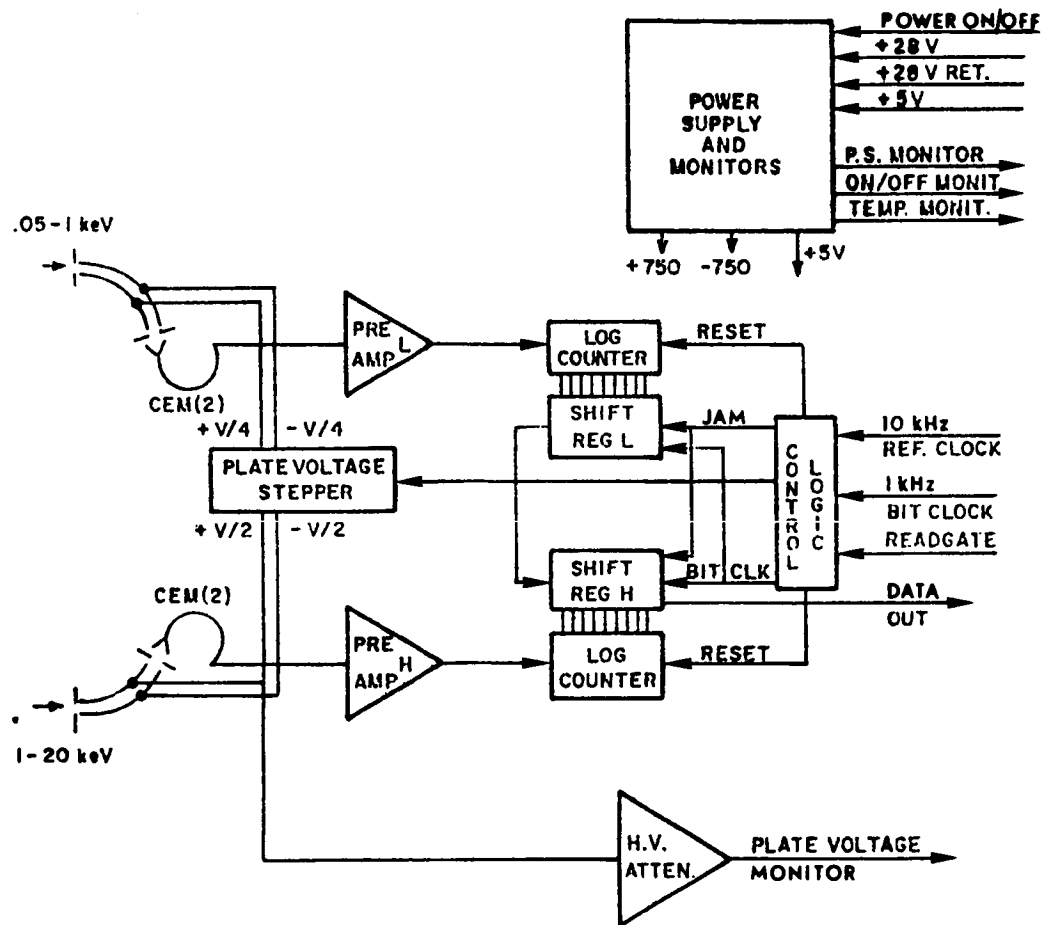 POWER ON/OFF
+28 V
+28 V RET.
+5V
POWER
SUPPLY
AND
MONITORS
P.S. MONITOR
ON/OFF MONIT
TEMP. MONIT.
+750
-750
+5V
.05-1 keV
CEM(2)
PRE
AMP
L
LOG
COUNTER
RESET
SHIFT
REG L
JAM
+V/4
-V/4
PLATE VOLTAGE
STEPPER
+V/2
-V/2
CONTROL
LOGIC
10 kHz
REF. CLOCK
1 kHz
BIT CLOCK
READGATE
SHIFT
REG H
BIT CLK
DATA
OUT
CEM(2)
PRE
AMP
H
LOG
COUNTER
RESET
1-20 keV
H.V.
ATTEN.
PLATE VOLTAGE
MONITOR